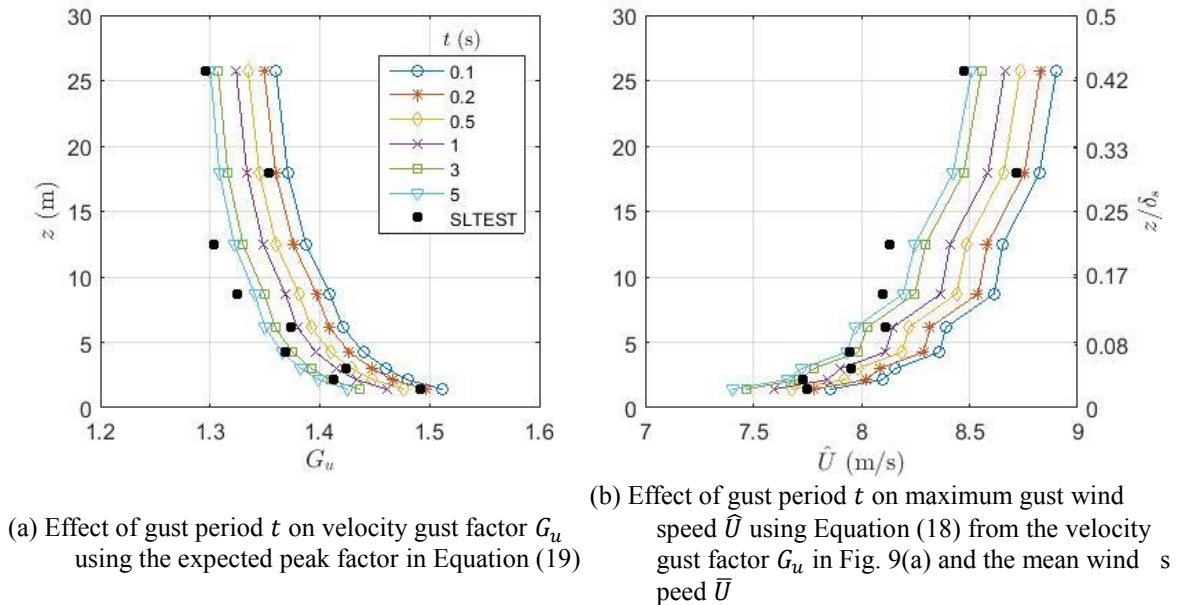 30
25
20
15
10
5
0
z (m)
1.2 1.3 1.4 1.5 1.6
G_u
t (s)
0.1
0.2
0.5
1
3
5
SLTEST
30
25
20
15
10
5
0
7 7.5 8 8.5 9
Û (m/s)
0.5
0.42
0.33
0.25
0.17
0.08
0
z/δ_s
(a) Effect of gust period t on velocity gust factor G_u
using the expected peak factor in Equation (19)
(b) Effect of gust period t on maximum gust wind
speed Û using Equation (18) from the velocity
gust factor G_u in Fig. 9(a) and the mean wind s
peed Ū